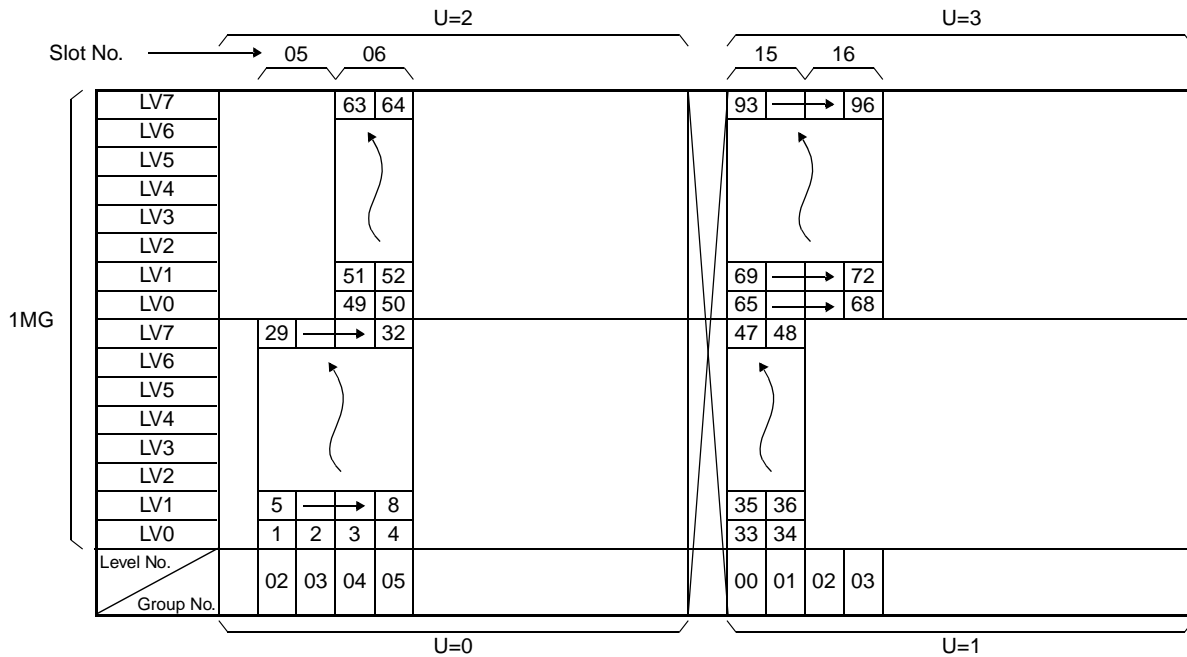 U=2 U=3
Slot No. 05 06 15 16
LV7 63 64 93 96
LV6
LV5
LV4
LV3
LV2
LV1 51 52 69 72
LV0 49 50 65 68
1MG
LV7 29 32 47 48
LV6
LV5
LV4
LV3
LV2
LV1 5 8 35 36
LV0 1 2 3 4 33 34
Level No.
Group No. 02 03 04 05 00 01 02 03
U=0 U=1